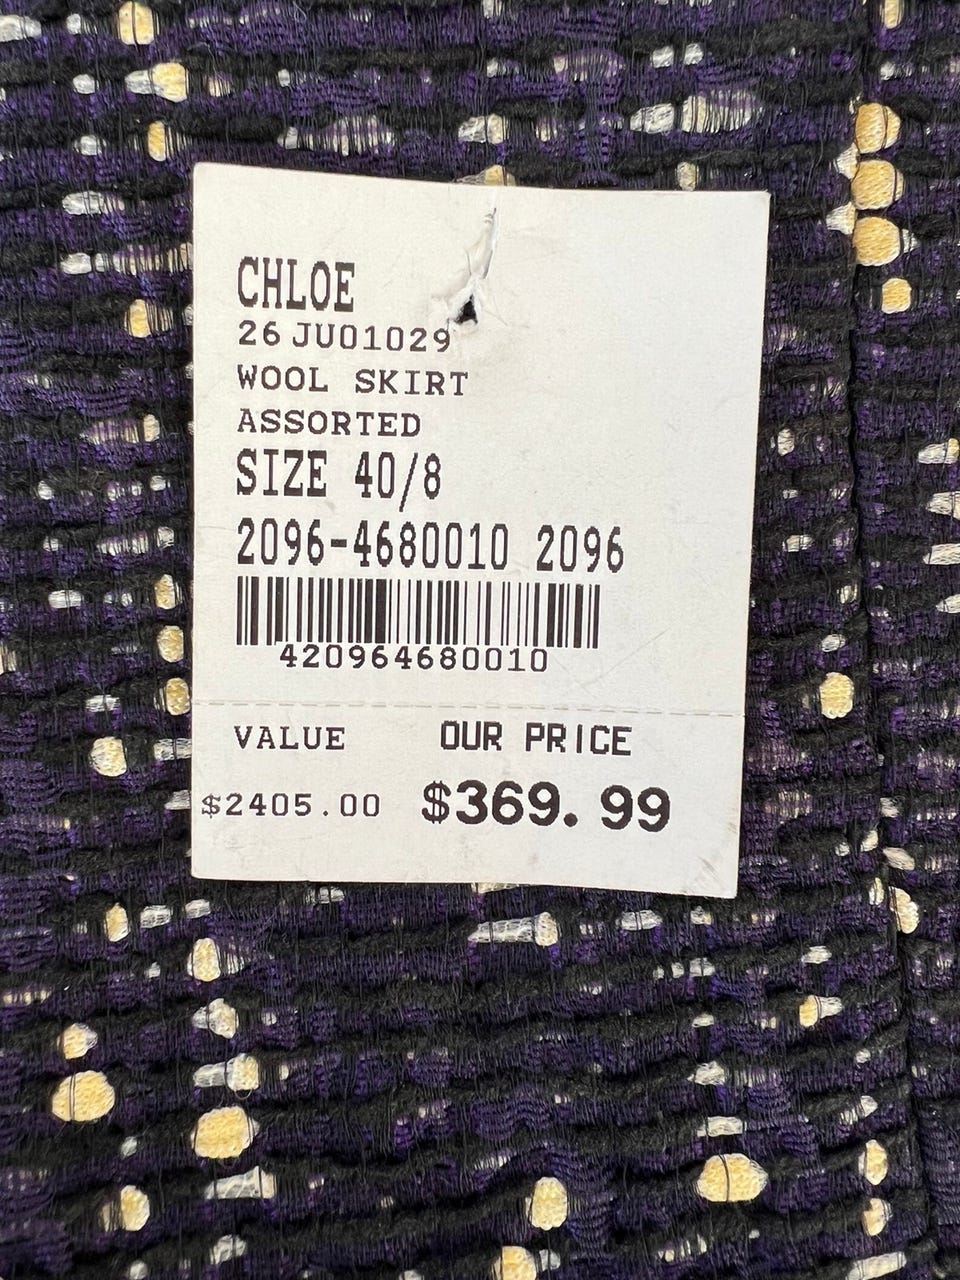 CHLOE
26 JU01029
WOOL SKIRT
ASSORTED
SIZE 40/8
2096-4680010 2096
420964680010
VALUE OUR PRICE
$2405.00 $369.99